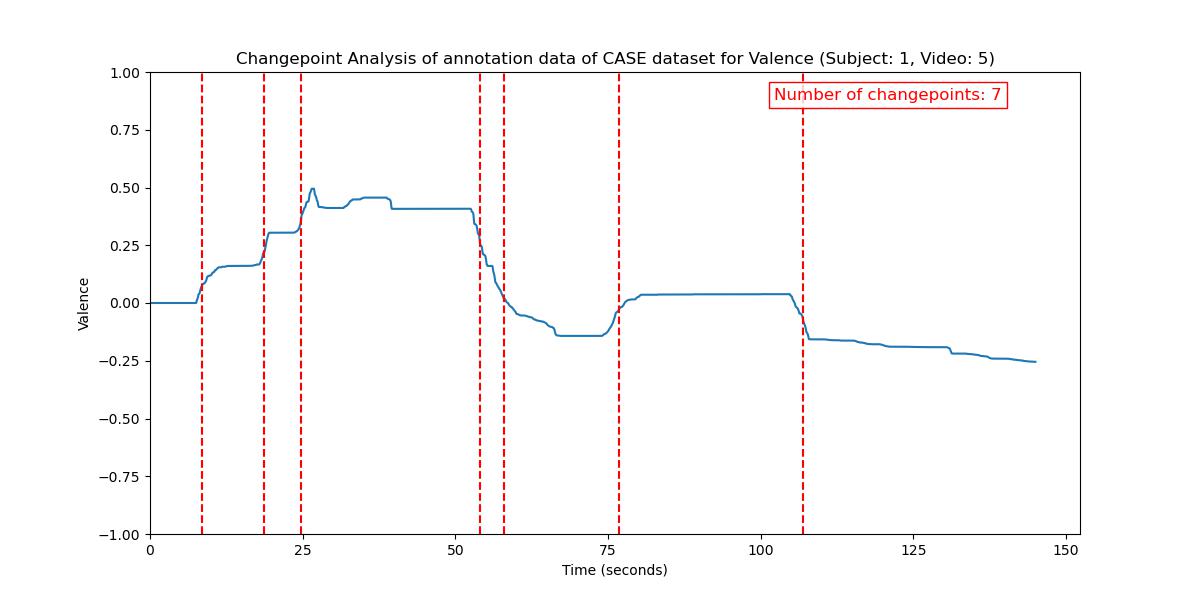 Changepoint Analysis of annotation data of CASE dataset for Valence (Subject: 1, Video: 5)
Number of changepoints: 7
1.00
0.75
0.50
0.25
0.00
−0.25
−0.50
−0.75
−1.00
Valence
0 25 50 75 100 125 150
Time (seconds)